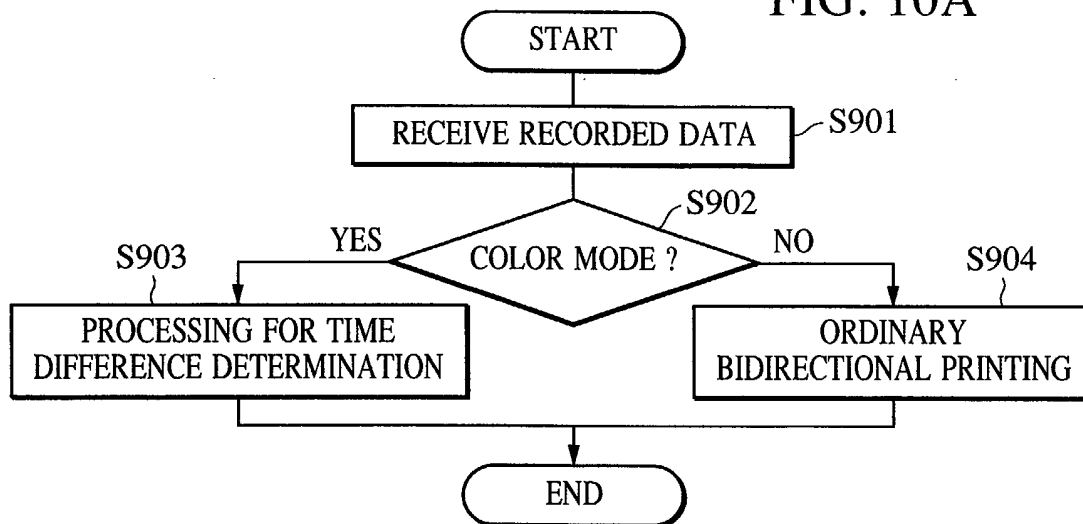 FIG. 10A
START
RECEIVE RECORDED DATA
S901
S902
YES
COLOR MODE ?
NO
S903
S904
PROCESSING FOR TIME
DIFFERENCE DETERMINATION
ORDINARY
BIDIRECTIONAL PRINTING
END